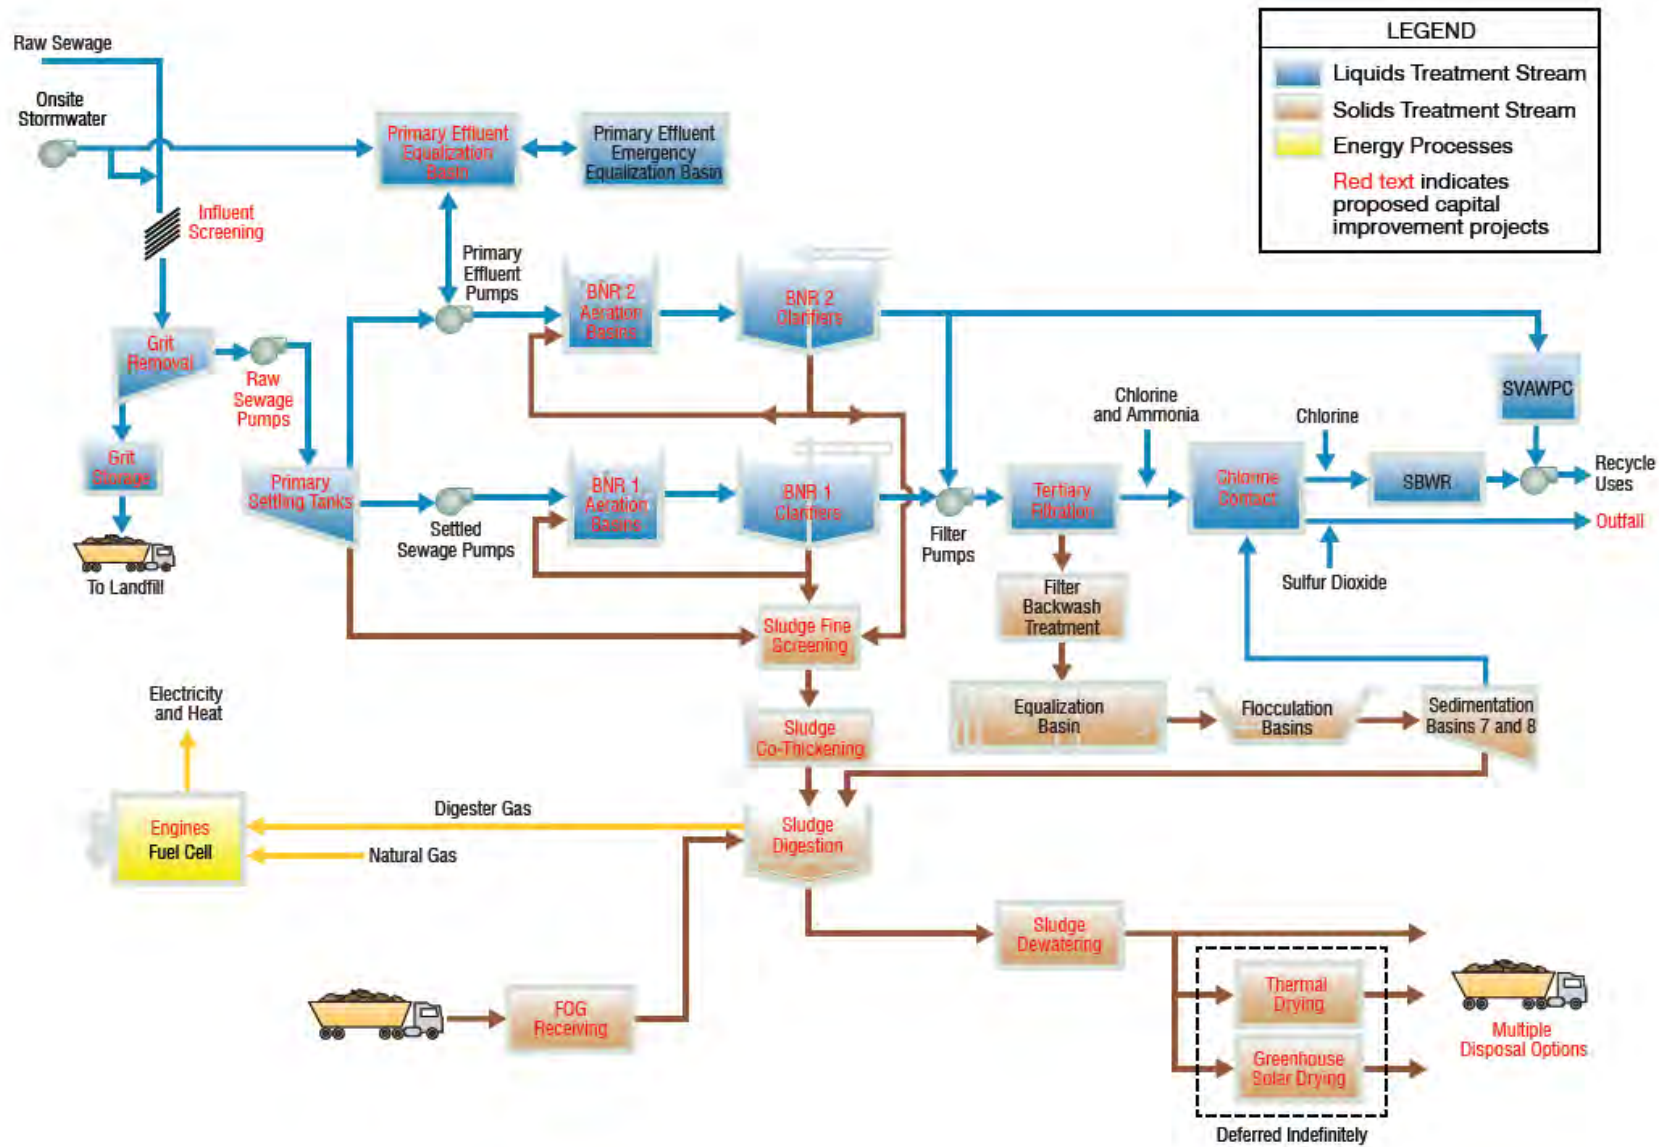 LEGEND
Liquids Treatment Stream
Solids Treatment Stream
Energy Processes
Red text indicates
proposed capital
improvement projects
Raw Sewage
Onsite
Stormwater
Primary Effluent
Equalization
Basin
Primary Effluent
Emergency
Equalization Basin
Influent
Screening
Primary
Effluent
Pumps
BNR 2
Aeration
Basins
BNR 2
Clarifiers
Grit
Removal
Raw
Sewage
Pumps
SVAWPC
Chlorine
and Ammonia
Chlorine
Grit
Storage
Primary
Settling Tanks
BNR 1
Aeration
Basins
BNR 1
Clarifiers
Tertiary
Filtration
Chlorine
Contact
SBWR
Recycle
Uses
Outfall
Settled
Sewage Pumps
Filter
Pumps
Sulfur Dioxide
To Landfill
Filter
Backwash
Treatment
Sludge Fine
Screening
Electricity
and Heat
Sludge
Co-Thickening
Equalization
Basin
Flocculation
Basins
Sedimentation
Basins 7 and 8
Digester Gas
Engines
Fuel Cell
Natural Gas
Sludge
Digestion
Sludge
Dewatering
Thermal
Drying
FOG
Receiving
Greenhouse
Solar Drying
Multiple
Disposal Options
Deferred Indefinitely